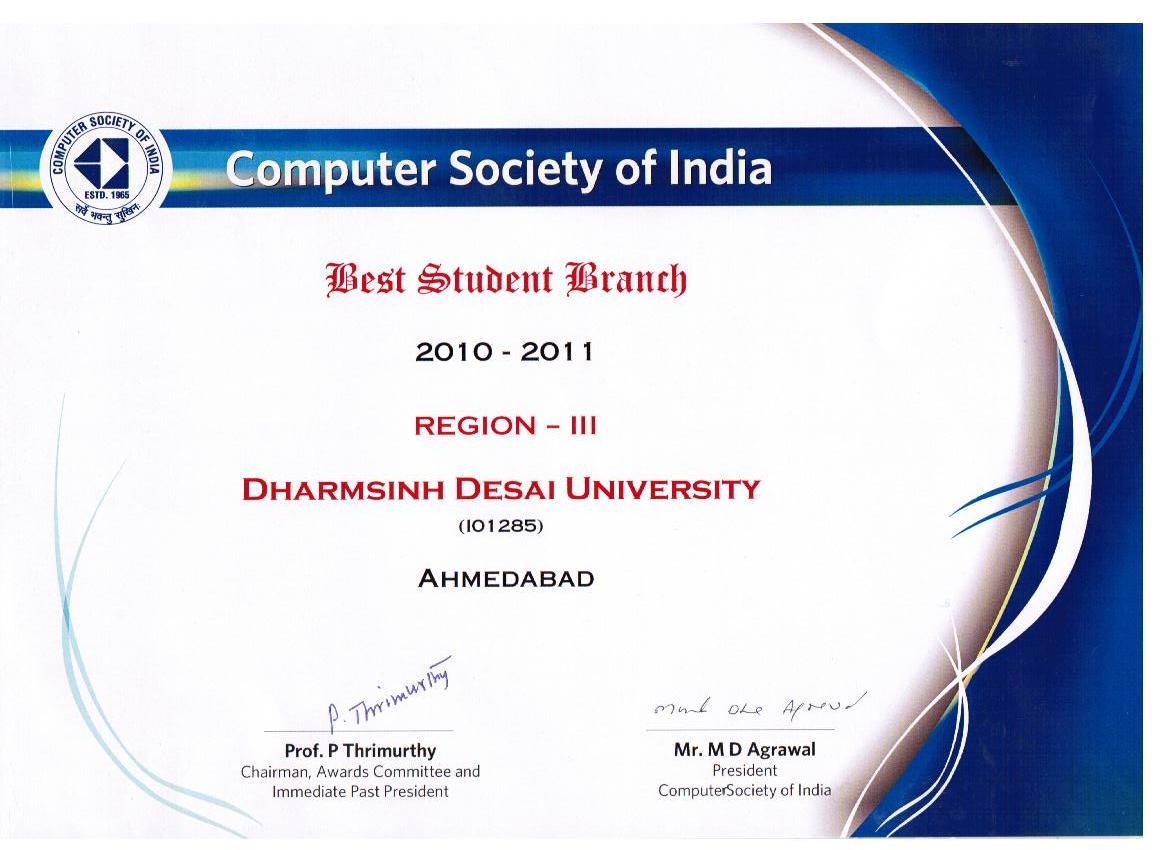 COMPUTER SOCIETY OF INDIA
ESTD. 1965
सर्वे भवन्तु सुखिनः
Computer Society of India
Best Student Branch
2010 - 2011
REGION – III
DHARMSINH DESAI UNIVERSITY
(I01285)
AHMEDABAD
P. Thrimurthy
Prof. P Thrimurthy
Chairman, Awards Committee and
Immediate Past President
Agrawal
Mr. M D Agrawal
President
ComputerSociety of India